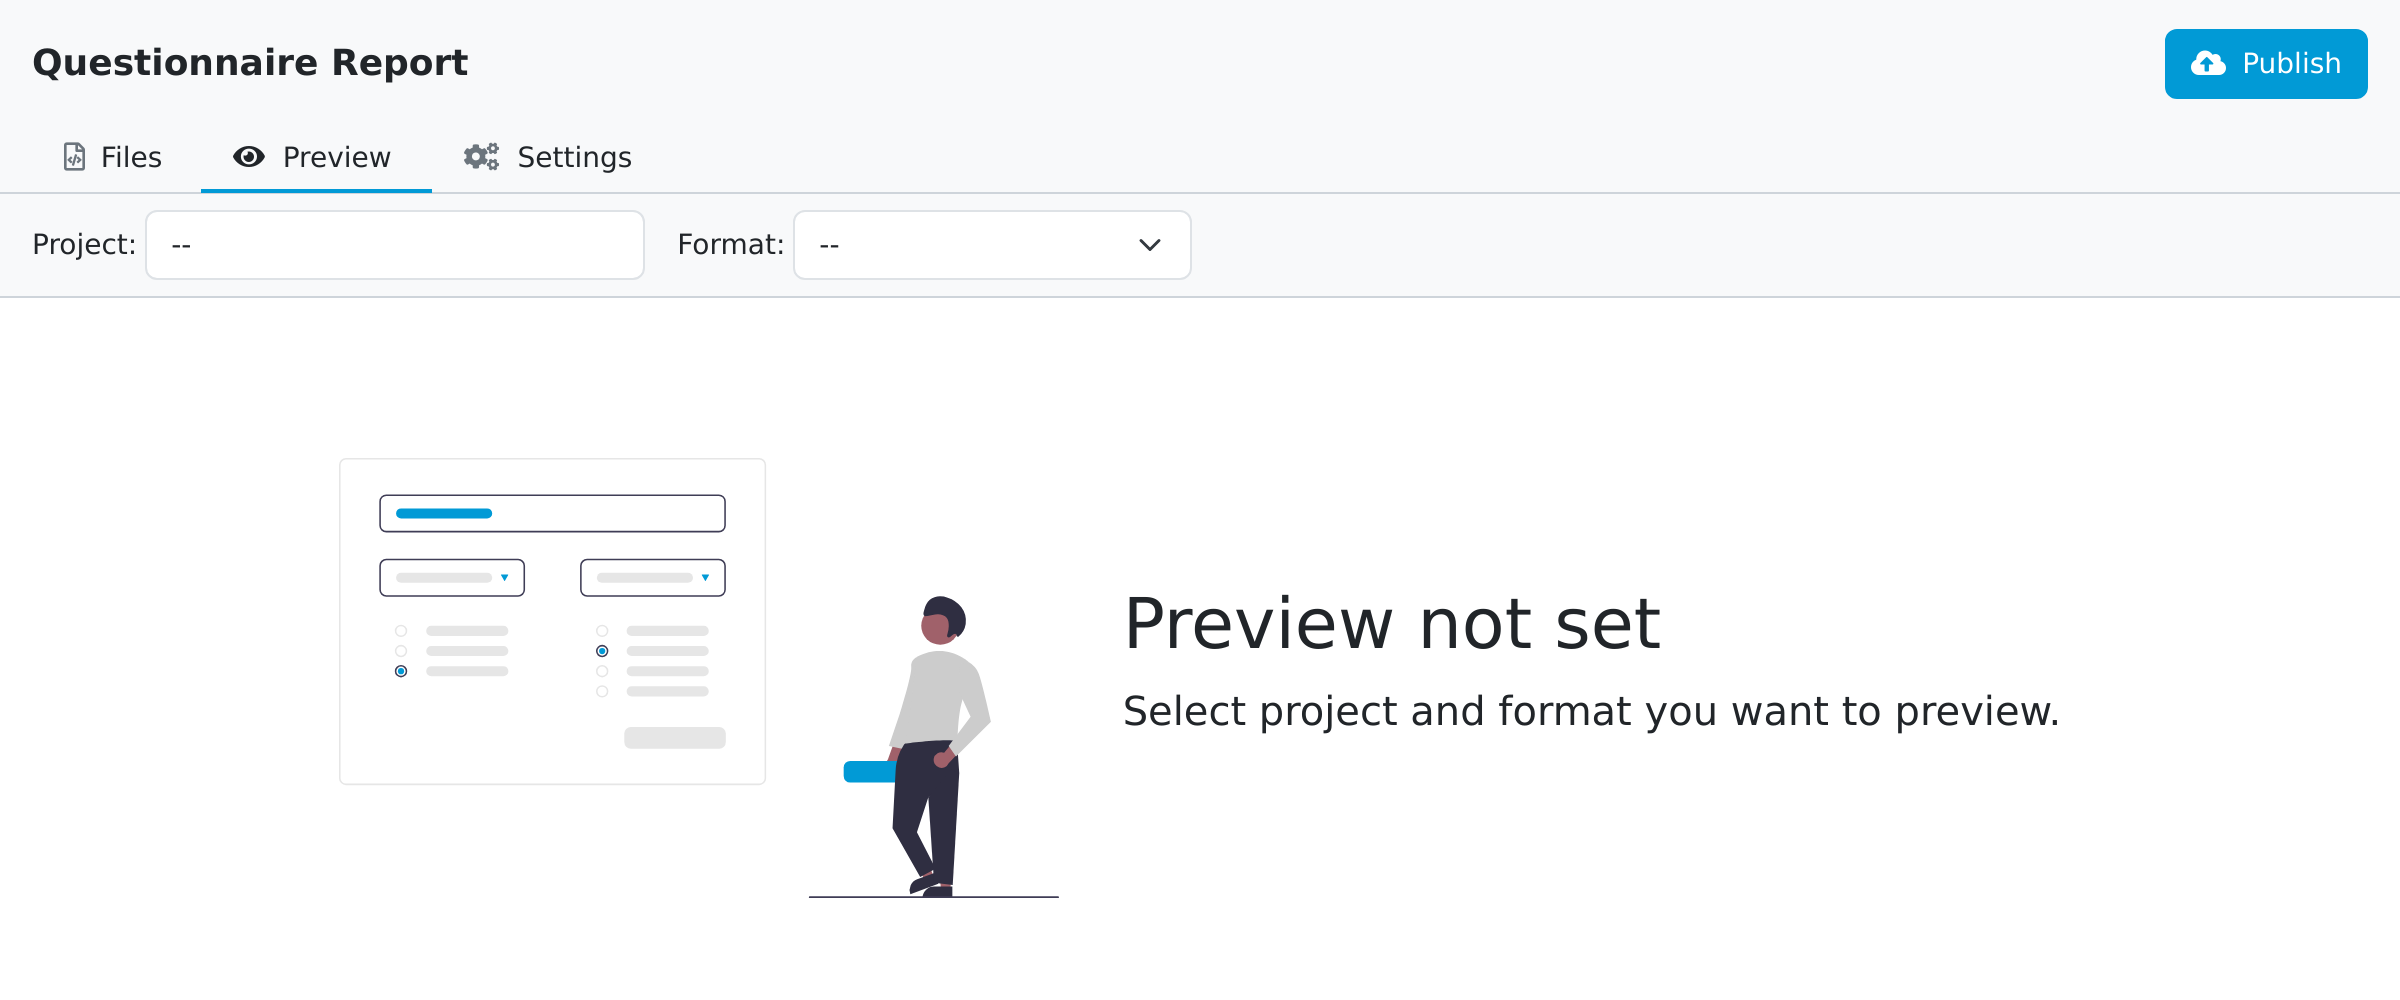 Questionnaire Report
Publish
Files
Preview
Settings
Project: --
Format: --
Preview not set
Select project and format you want to preview.